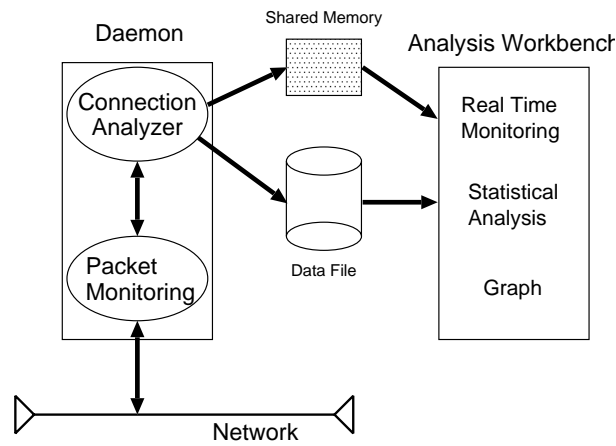 Shared Memory
Daemon
Analysis Workbench
Connection
Analyzer
Real Time
Monitoring
Statistical
Analysis
Packet
Monitoring
Data File
Graph
Network